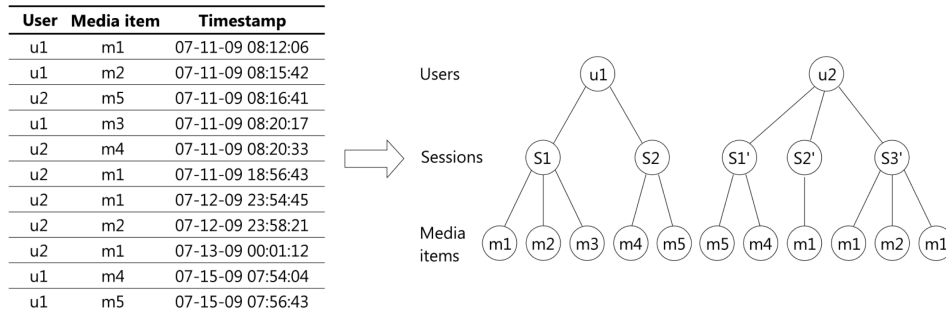 User Media item Timestamp
u1 m1 07-11-09 08:12:06
u1 m2 07-11-09 08:15:42
u2 m5 07-11-09 08:16:41
u1 m3 07-11-09 08:20:17
u2 m4 07-11-09 08:20:33
u2 m1 07-11-09 18:56:43
u2 m1 07-12-09 23:54:45
u2 m2 07-12-09 23:58:21
u2 m1 07-13-09 00:01:12
u1 m4 07-15-09 07:54:04
u1 m5 07-15-09 07:56:43
Users u1 u2
Sessions S1 S2 S1' S2' S3'
Media
items
m1 m2 m3 m4 m5 m5 m4 m1 m1 m2 m1